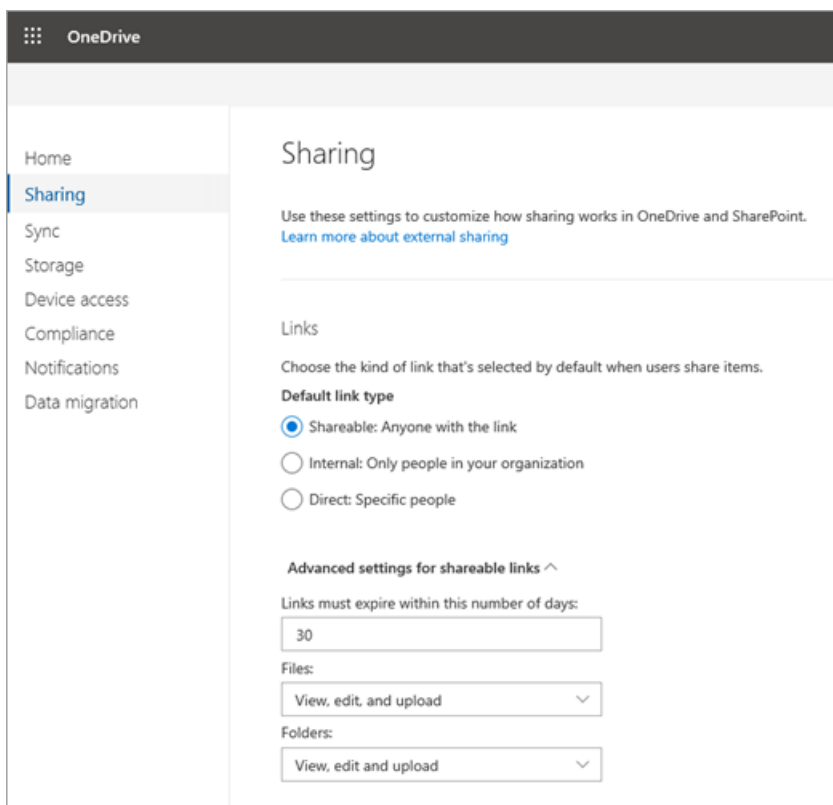 OneDrive
Home
Sharing
Sync
Storage
Device access
Compliance
Notifications
Data migration
Sharing
Use these settings to customize how sharing works in OneDrive and SharePoint.
Learn more about external sharing
Links
Choose the kind of link that's selected by default when users share items.
Default link type
Shareable: Anyone with the link
Internal: Only people in your organization
Direct: Specific people
Advanced settings for shareable links
Links must expire within this number of days:
30
Files:
View, edit, and upload
Folders:
View, edit and upload